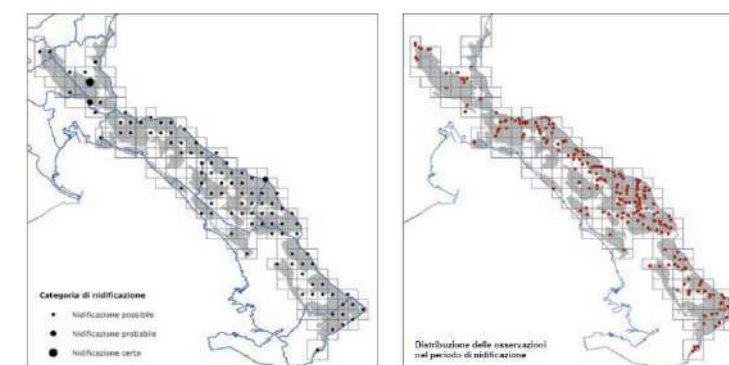 Categoria di nidificazione
Nidificazione possibile
Nidificazione probabile
Nidificazione certa
Distribuzione delle osservazioni
nel periodo di nidificazione